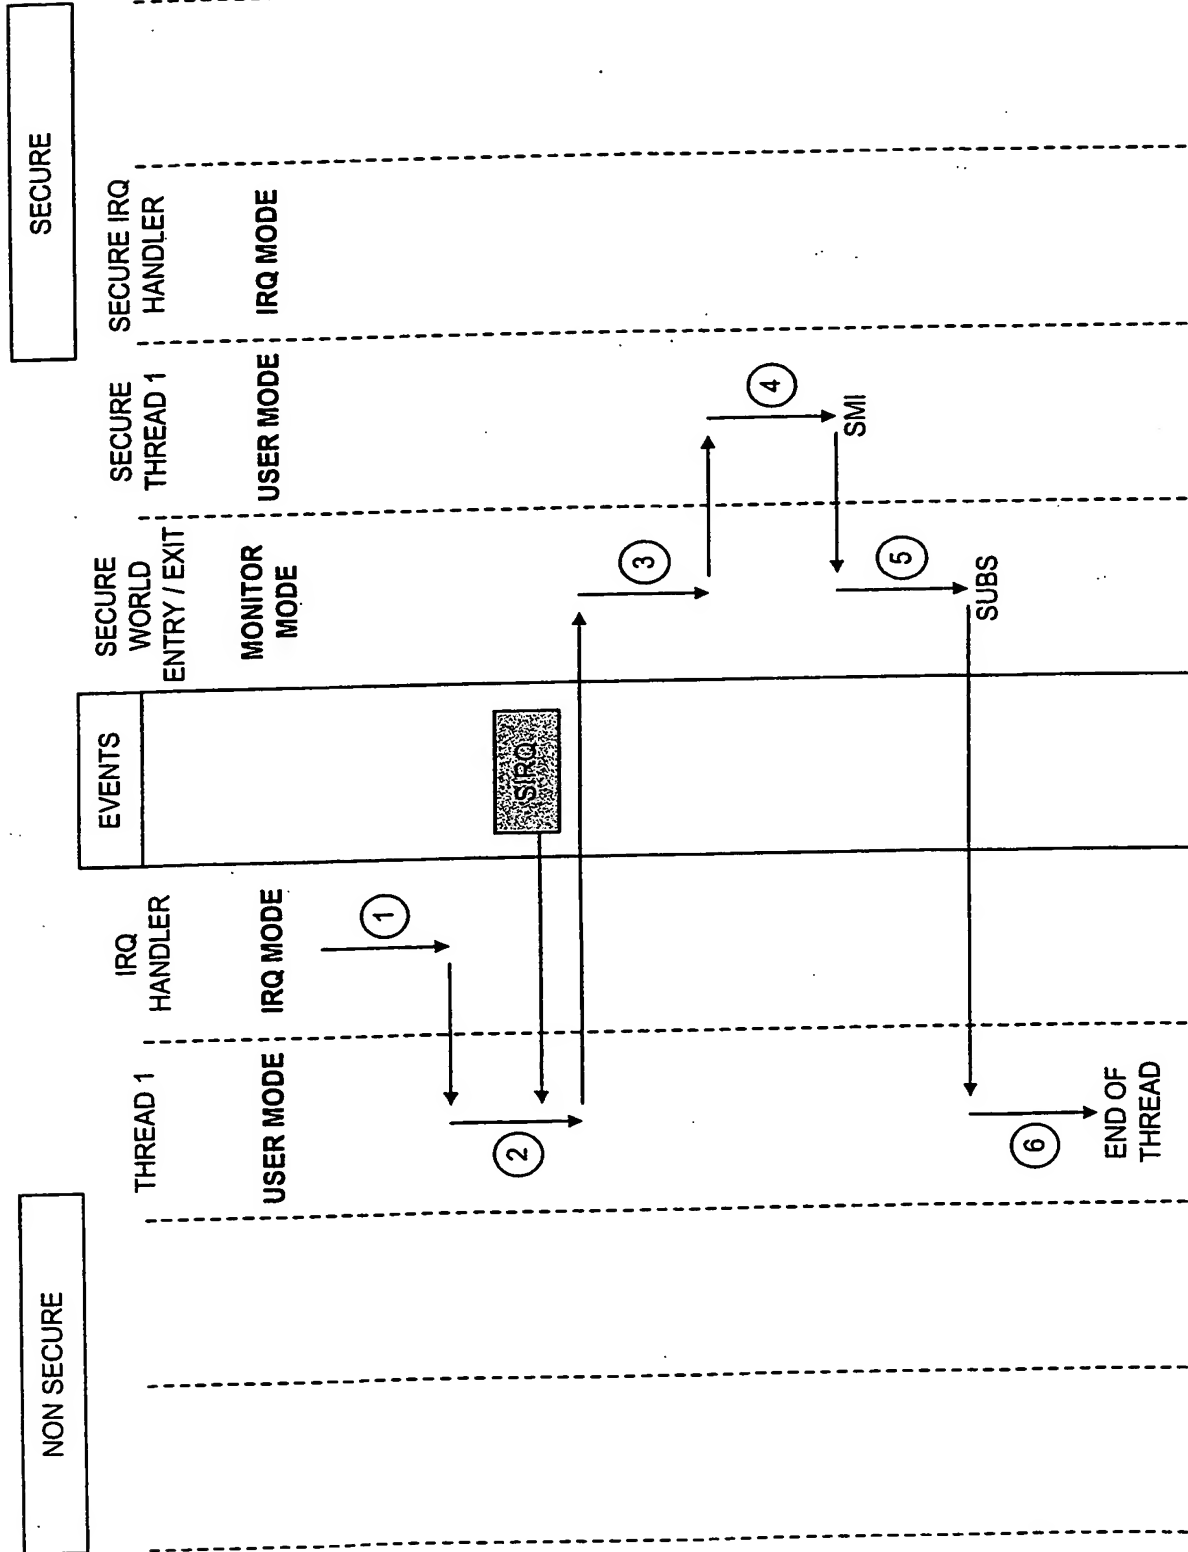 NON SECURE
SECURE
EVENTS
THREAD 1
USER MODE
IRQ
HANDLER
IRQ MODE
SECURE
WORLD
ENTRY / EXIT
MONITOR
MODE
SECURE
THREAD 1
USER MODE
SECURE IRQ
HANDLER
IRQ MODE
1
2
SIRQ
3
4
SMI
5
SUBS
6
END OF
THREAD